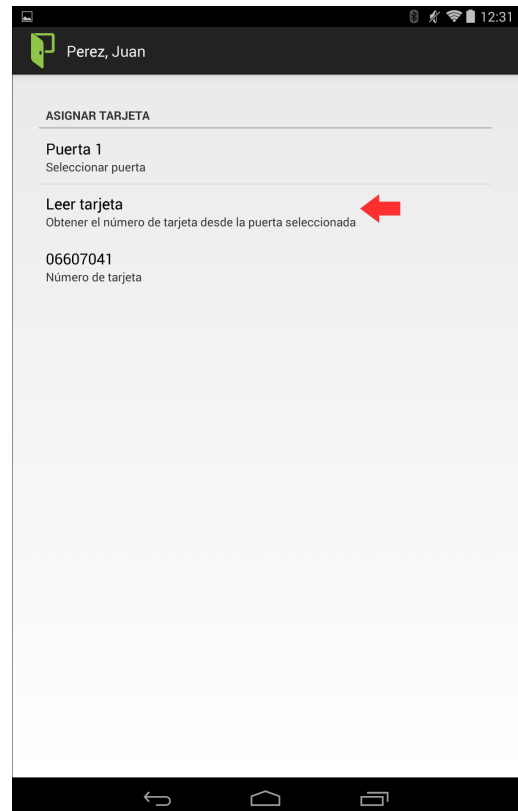 12:31
Perez, Juan
ASIGNAR TARJETA
Puerta 1
Seleccionar puerta
Leer tarjeta
Obtener el número de tarjeta desde la puerta seleccionada
06607041
Número de tarjeta